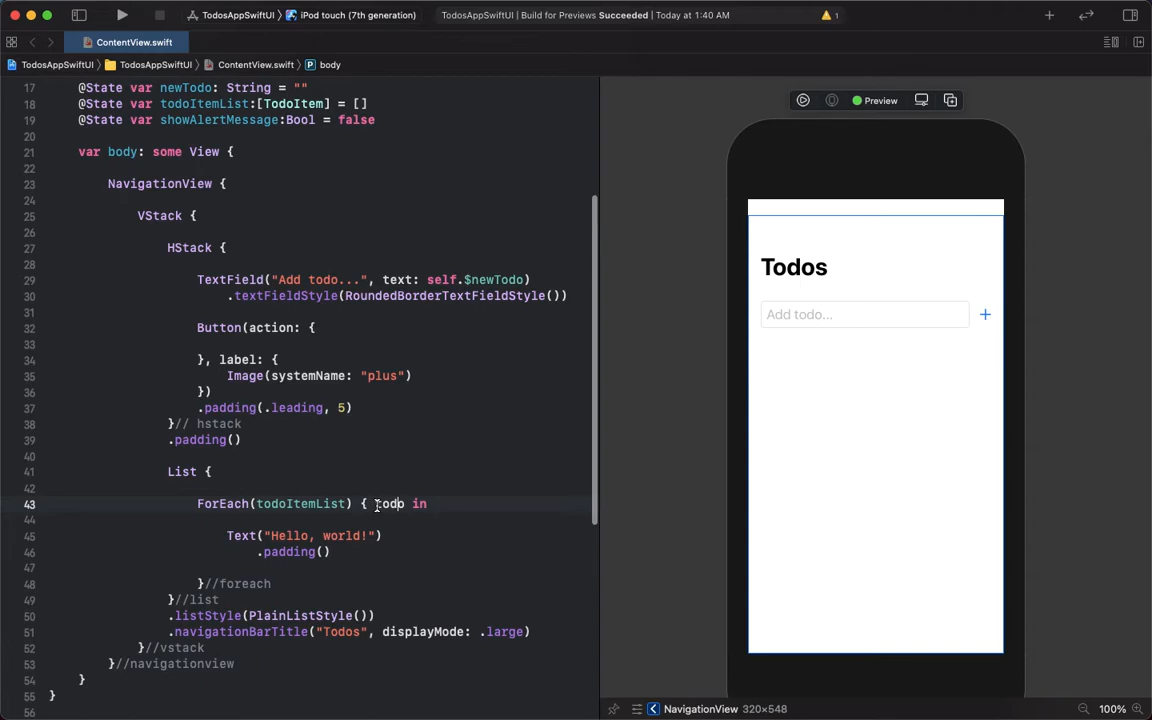 TodosAppSwiftUI 〉 iPod touch (7th generation)
TodosAppSwiftUI | Build for Previews Succeeded | Today at 1:40 AM
1
ContentView.swift
TodosAppSwiftUI 〉 TodosAppSwiftUI 〉 ContentView.swift 〉 P body
17 @State var newTodo: String = ""
18 @State var todoItemList:[TodoItem] = []
19 @State var showAlertMessage:Bool = false
20
21 var body: some View {
22
23 NavigationView {
24
25 VStack {
26
27 HStack {
28
29 TextField("Add todo...", text: self.$newTodo)
30 .textFieldStyle(RoundedBorderTextFieldStyle())
31
32 Button(action: {
33
34 }, label: {
35 Image(systemName: "plus")
36 })
37 .padding(.leading, 5)
38 }// hstack
39 .padding()
40
41 List {
42
43 ForEach(todoItemList) { todo in
44
45 Text("Hello, world!")
46 .padding()
47
48 }//foreach
49 }//list
50 .listStyle(PlainListStyle())
51 .navigationBarTitle("Todos", displayMode: .large)
52 }//vstack
53 }//navigationview
54 }
55 }
56
Preview
Todos
Add todo...
+
NavigationView 320×548
100%